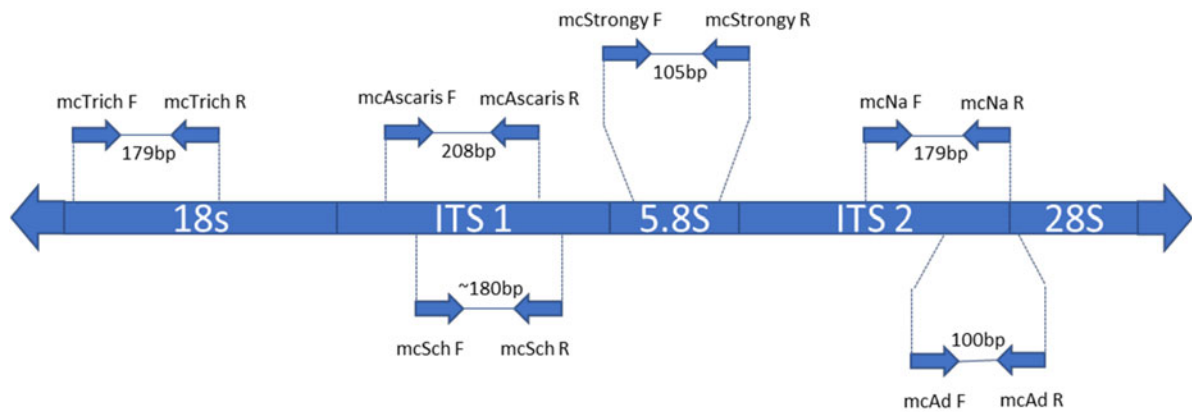 mcStrongy F mcStrongy R
105bp
mcTrich F mcTrich R
179bp
mcAscaris F mcAscaris R
208bp
mcNa F mcNa R
179bp
18s ITS 1 5.8S ITS 2 28S
~180bp
mcSch F mcSch R
100bp
mcAd F mcAd R